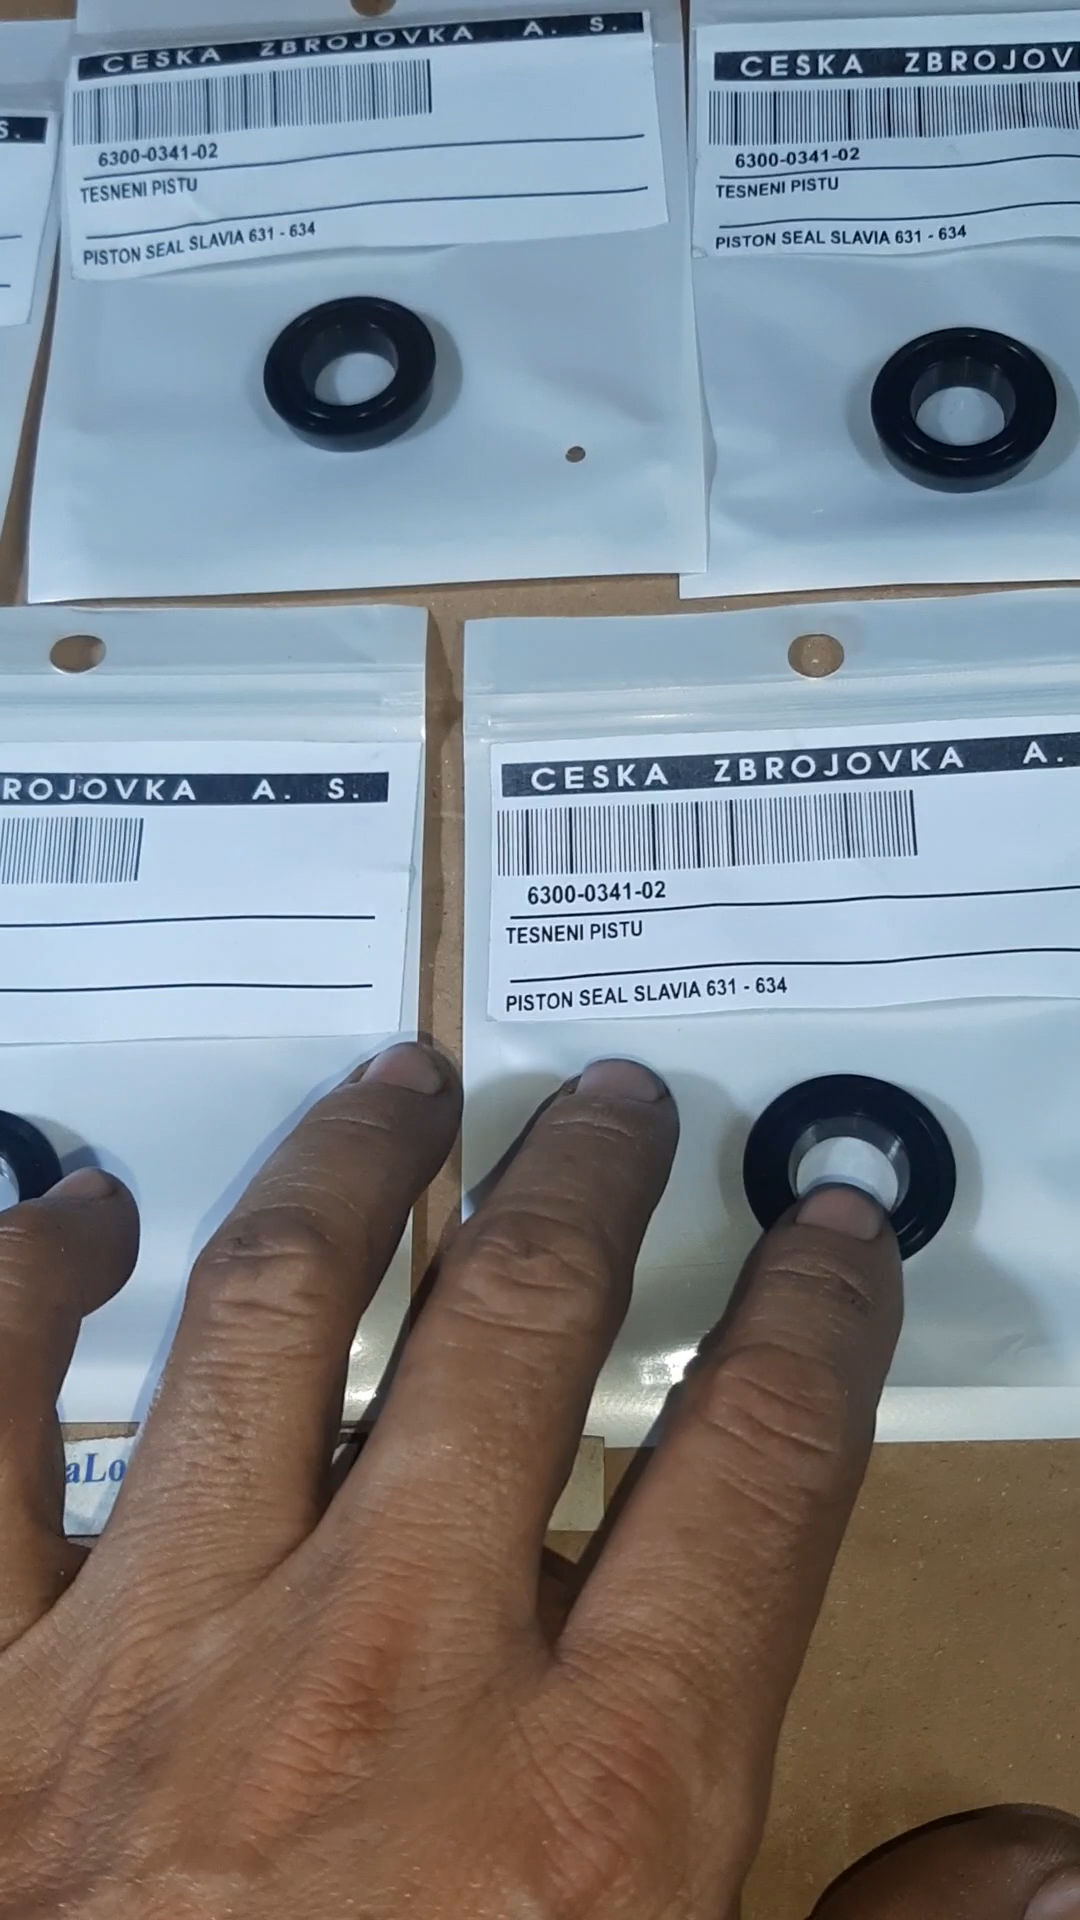 S.
CESKA ZBROJOVKA A. S.
6300-0341-02
TESNENI PISTU
PISTON SEAL SLAVIA 631 - 634
CESKA ZBROJOV
6300-0341-02
TESNENI PISTU
PISTON SEAL SLAVIA 631 - 634
ROJOVKA A. S.
CESKA ZBROJOVKA A.
6300-0341-02
TESNENI PISTU
PISTON SEAL SLAVIA 631 - 634
aLo